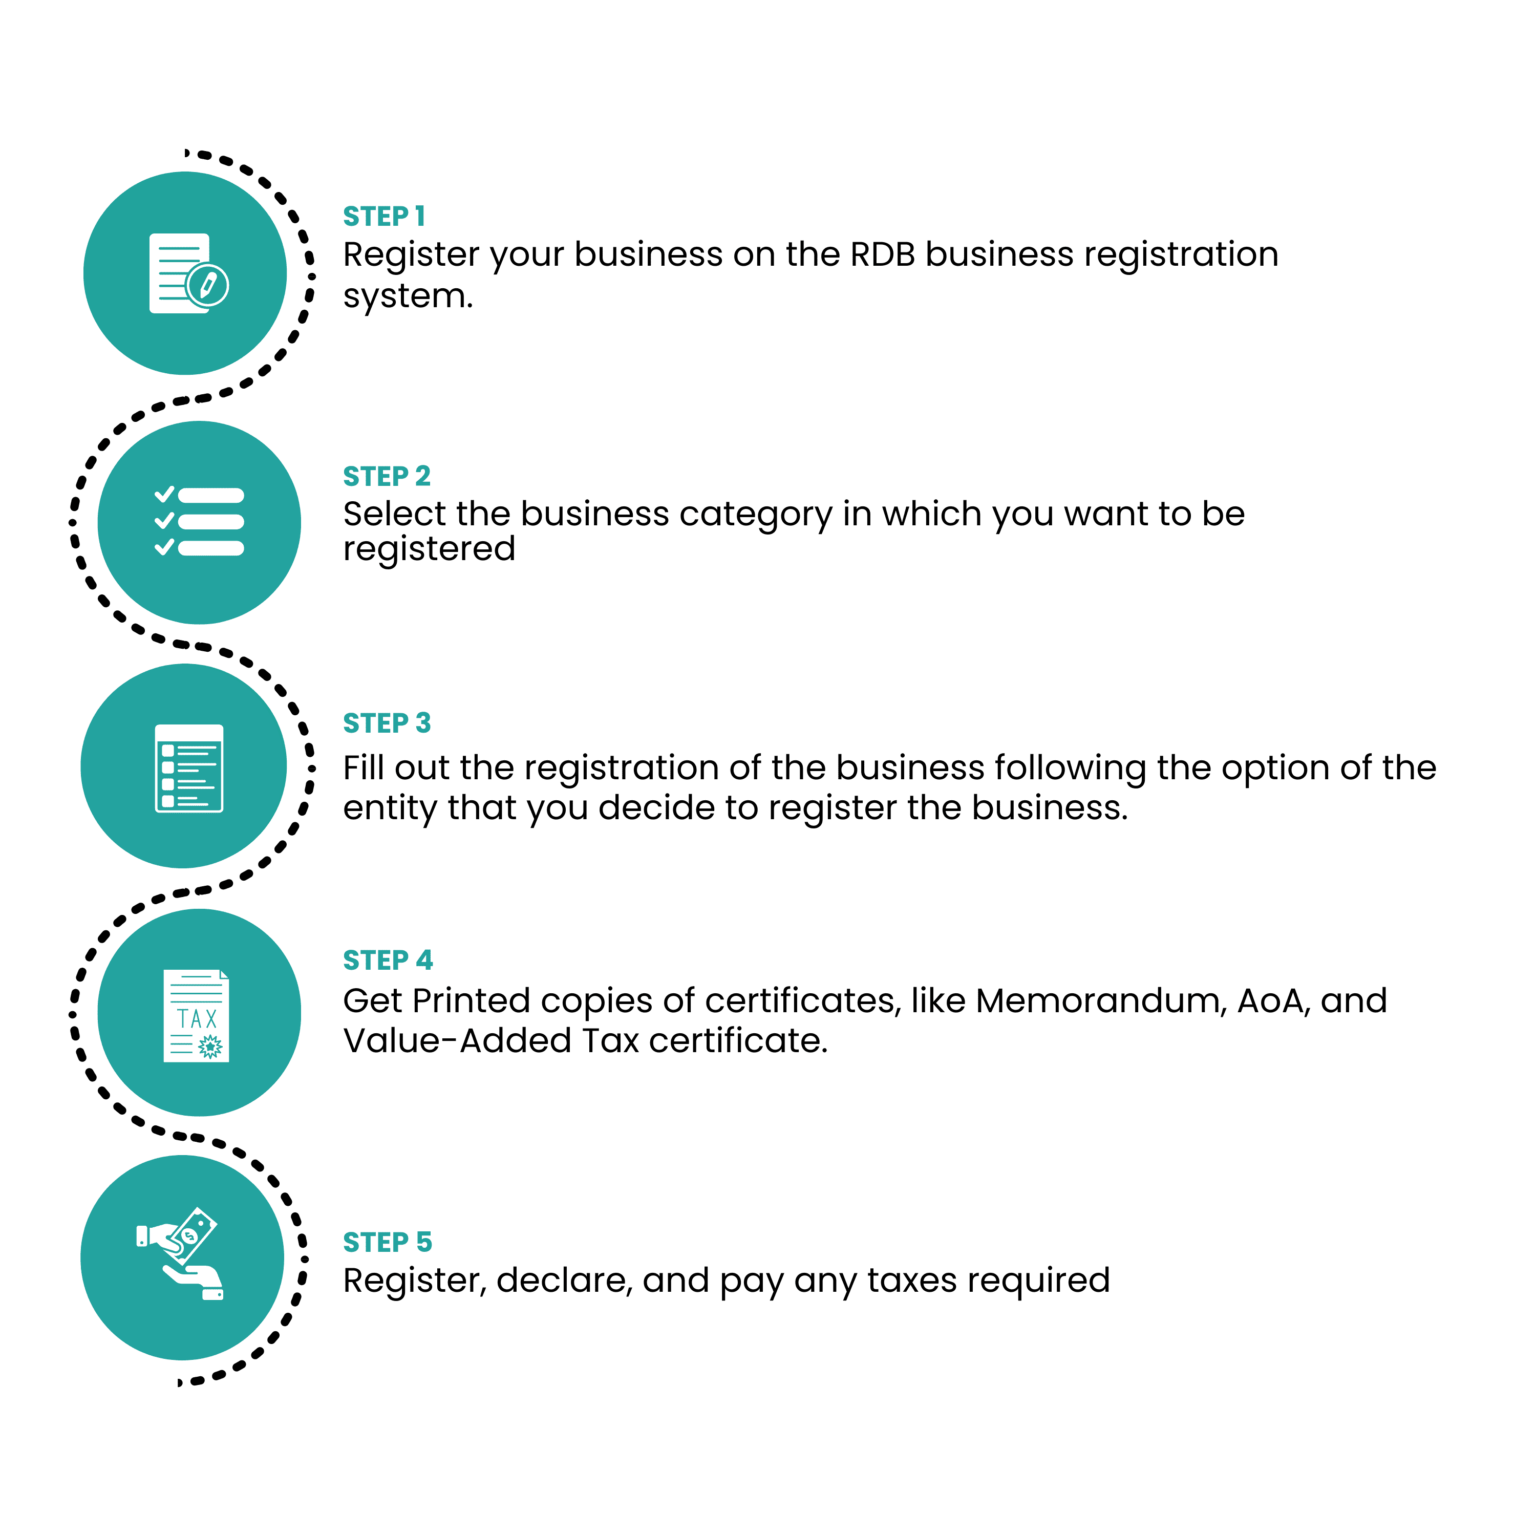 STEP 1
Register your business on the RDB business registration
system.
STEP 2
Select the business category in which you want to be
registered
STEP 3
Fill out the registration of the business following the option of the
entity that you decide to register the business.
TAX
STEP 4
Get Printed copies of certificates, like Memorandum, AoA, and
Value-Added Tax certificate.
$
STEP 5
Register, declare, and pay any taxes required